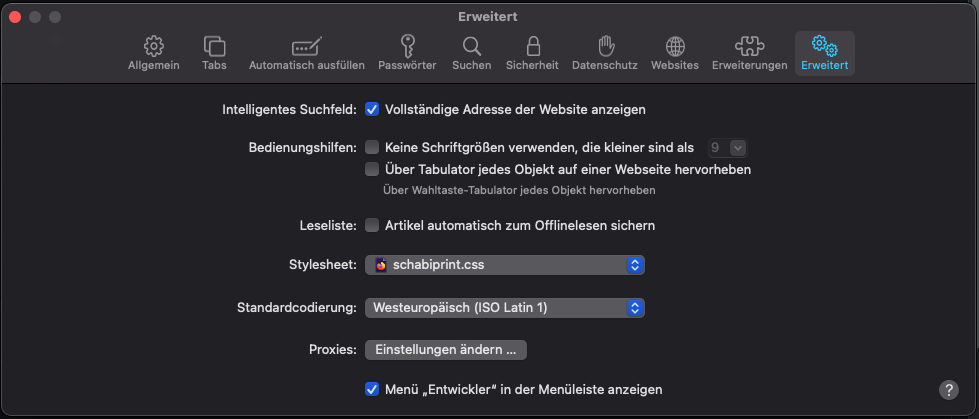 Erweitert
Allgemein Tabs Automatisch ausfüllen Passwörter Suchen Sicherheit Datenschutz Websites Erweiterungen Erweitert
Intelligentes Suchfeld: Vollständige Adresse der Website anzeigen
Bedienungshilfen: Keine Schriftgrößen verwenden, die kleiner sind als 9
Über Tabulator jedes Objekt auf einer Webseite hervorheben
Über Wahltaste-Tabulator jedes Objekt hervorheben
Leseliste: Artikel automatisch zum Offlinelesen sichern
Stylesheet: schabiprint.css
Standardcodierung: Westeuropäisch (ISO Latin 1)
Proxies: Einstellungen ändern ...
Menü „Entwickler“ in der Menüleiste anzeigen ?